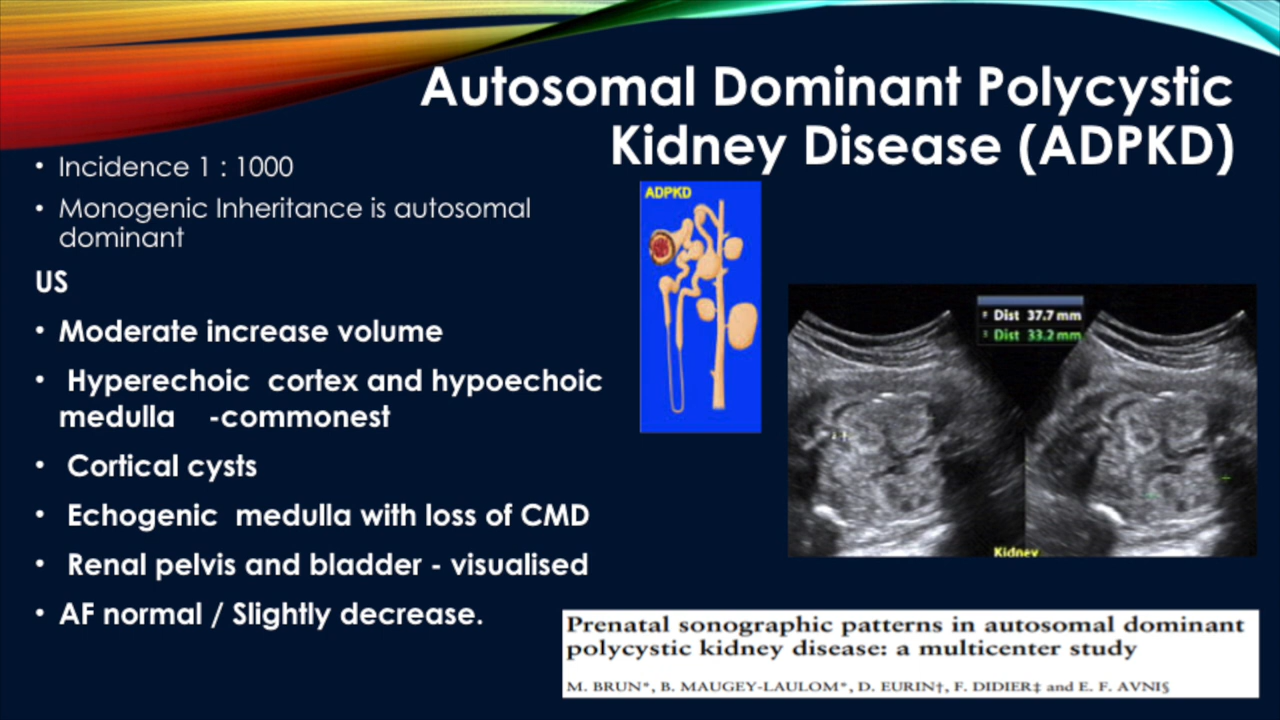 Autosomal Dominant Polycystic
Kidney Disease (ADPKD)
• Incidence 1 : 1000
• Monogenic Inheritance is autosomal
dominant
US
• Moderate increase volume
• Hyperechoic cortex and hypoechoic
medulla -commonest
• Cortical cysts
• Echogenic medulla with loss of CMD
• Renal pelvis and bladder - visualised
• AF normal / Slightly decrease.
ADPKD
Dist 37.7 mm
Dist 33.2 mm
Kidney
Prenatal sonographic patterns in autosomal dominant
polycystic kidney disease: a multicenter study
M. BRUN*, B. MAUGEY-LAULOM*, D. EURIN†, F. DIDIER‡ and E. F. AVNI§